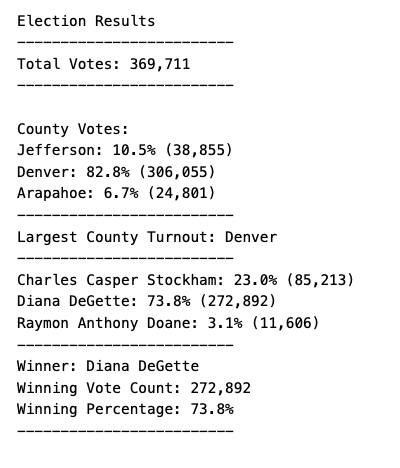 Election Results
-------------------------
Total Votes: 369,711
-------------------------
County Votes:
Jefferson: 10.5% (38,855)
Denver: 82.8% (306,055)
Arapahoe: 6.7% (24,801)
-------------------------
Largest County Turnout: Denver
-------------------------
Charles Casper Stockham: 23.0% (85,213)
Diana DeGette: 73.8% (272,892)
Raymon Anthony Doane: 3.1% (11,606)
-------------------------
Winner: Diana DeGette
Winning Vote Count: 272,892
Winning Percentage: 73.8%
-------------------------